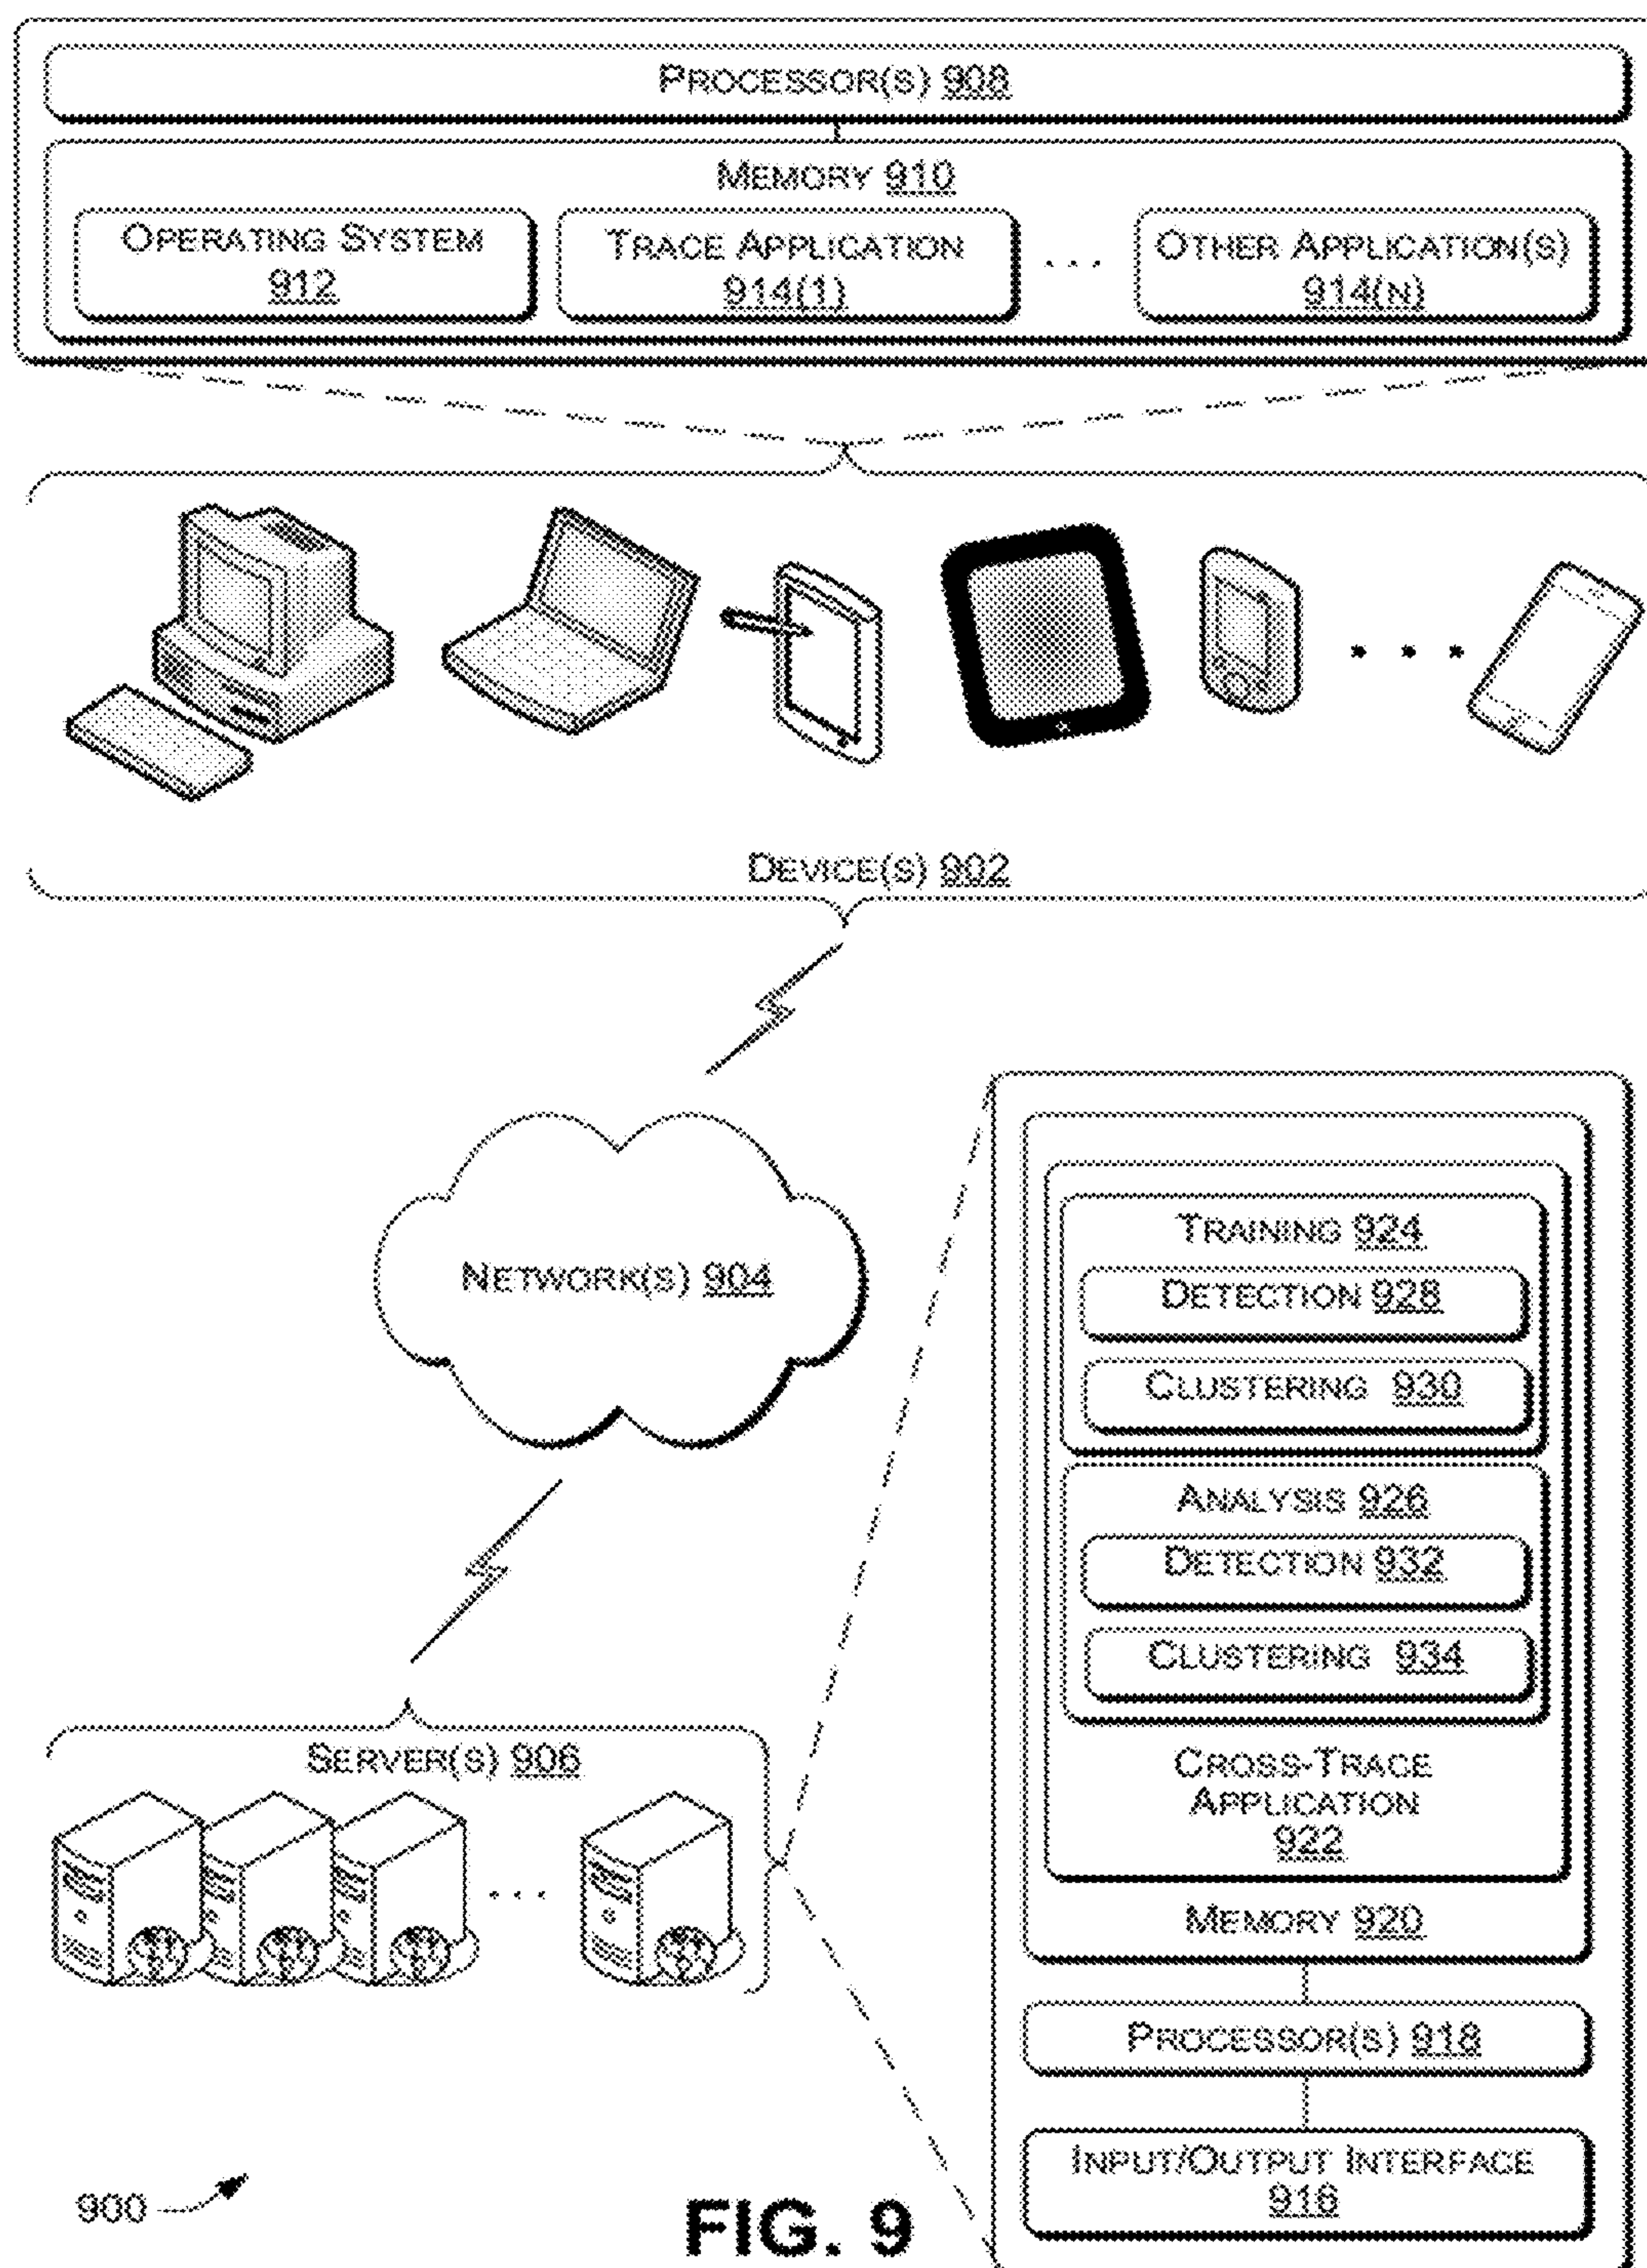 PROCESSOR(S) 908
MEMORY 910
OPERATING SYSTEM
912
TRACE APPLICATION
914(1)
...
OTHER APPLICATION(S)
914(N)
DEVICE(S) 902
NETWORK(S) 904
TRAINING 924
DETECTION 928
CLUSTERING 930
ANALYSIS 926
DETECTION 932
CLUSTERING 934
CROSS-TRACE
APPLICATION
922
MEMORY 920
SERVER(S) 906
PROCESSOR(S) 918
INPUT/OUTPUT INTERFACE
916
900
FIG. 9